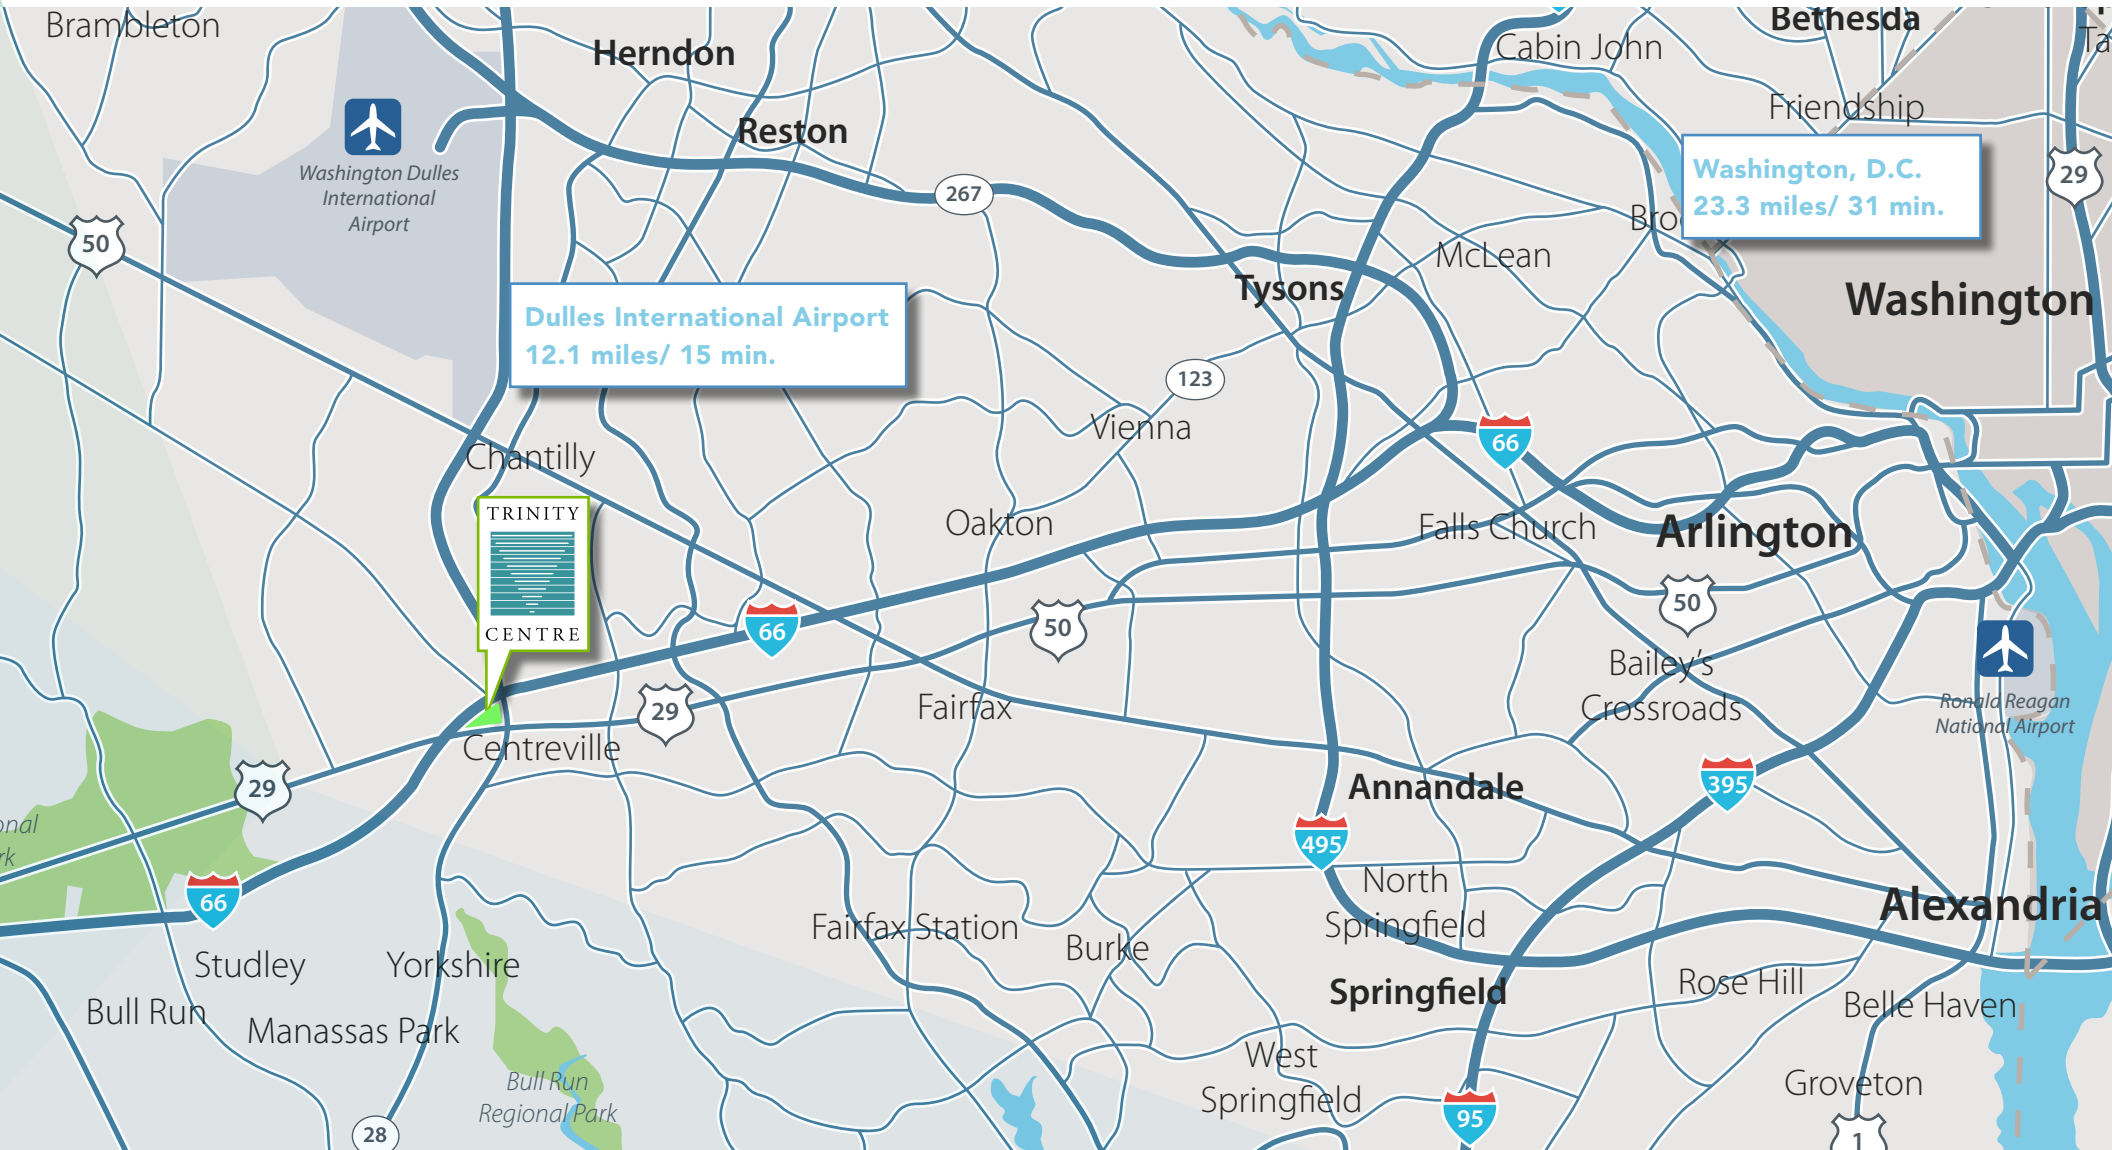 Brambleton
Herndon
Reston
Washington Dulles
International
Airport
50
267
Cabin John
Bethesda
Ta
Friendship
29
Washington, D.C.
23.3 miles/ 31 min.
Bro
McLean
Tysons
Washington
Dulles International Airport
12.1 miles/ 15 min.
123
Vienna
66
Chantilly
TRINITY
CENTRE
Oakton
Falls Church
Arlington
50
66
50
Bailey's
Crossroads
Ronald Reagan
National Airport
29
Fairfax
Centreville
29
395
Annandale
495
onal
rk
66
North
Springfield
Alexandria
Fairfax Station
Burke
Studley
Yorkshire
Springfield
Rose Hill
Belle Haven
Bull Run
Manassas Park
West
Springfield
Groveton
Bull Run
Regional Park
28
95
1